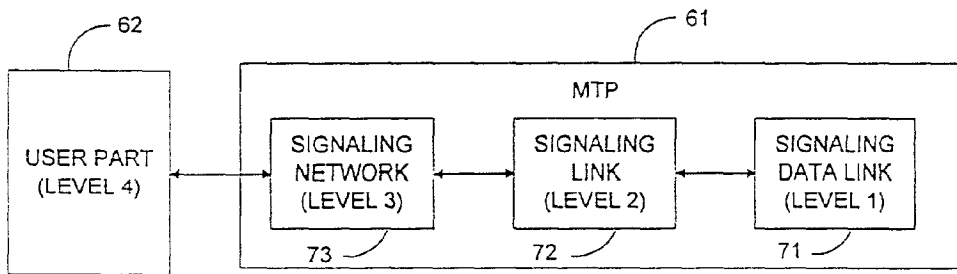 62
61
MTP
USER PART
(LEVEL 4)
SIGNALING
NETWORK
(LEVEL 3)
SIGNALING
LINK
(LEVEL 2)
SIGNALING
DATA LINK
(LEVEL 1)
73
72
71